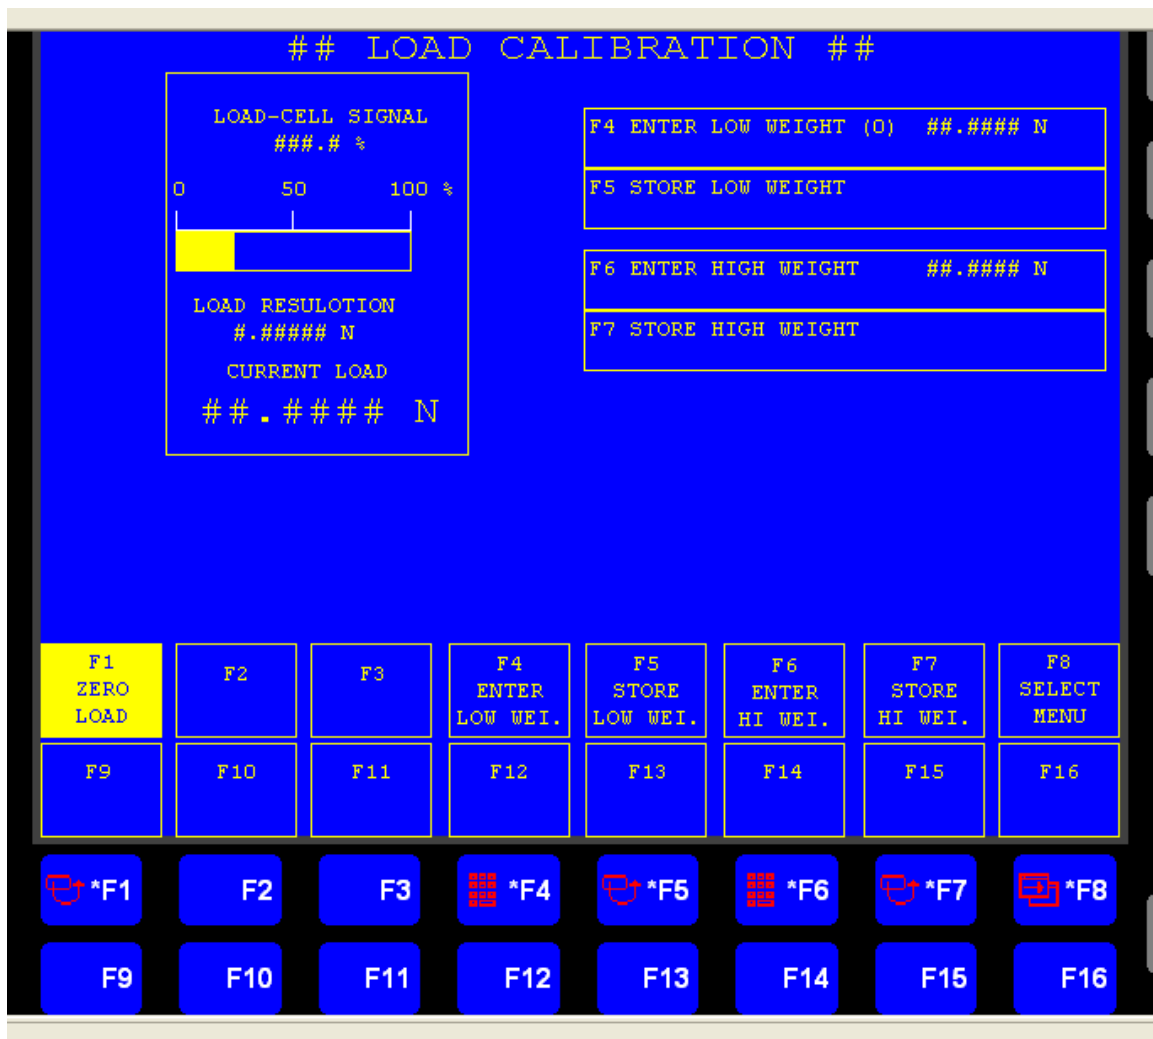 ## LOAD CALIBRATION ##
LOAD-CELL SIGNAL
###.# %
0 50 100 %
LOAD RESULOTION
#.##### N
CURRENT LOAD
##.#### N
F4 ENTER LOW WEIGHT (0) ##.#### N
F5 STORE LOW WEIGHT
F6 ENTER HIGH WEIGHT ##.#### N
F7 STORE HIGH WEIGHT
F1
ZERO
LOAD
F2
F3
F4
ENTER
LOW WEI.
F5
STORE
LOW WEI.
F6
ENTER
HI WEI.
F7
STORE
HI WEI.
F8
SELECT
MENU
F9
F10
F11
F12
F13
F14
F15
F16
*F1
F2
F3
*F4
*F5
*F6
*F7
*F8
F9
F10
F11
F12
F13
F14
F15
F16